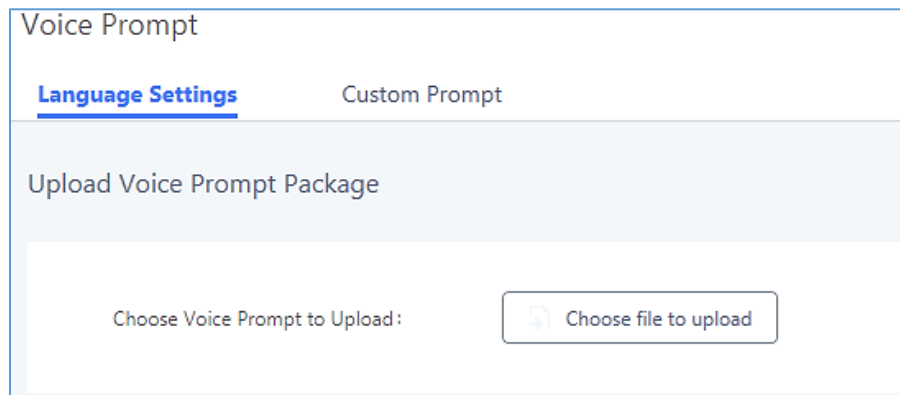 Voice Prompt
Language Settings Custom Prompt
Upload Voice Prompt Package
Choose Voice Prompt to Upload: Choose file to upload